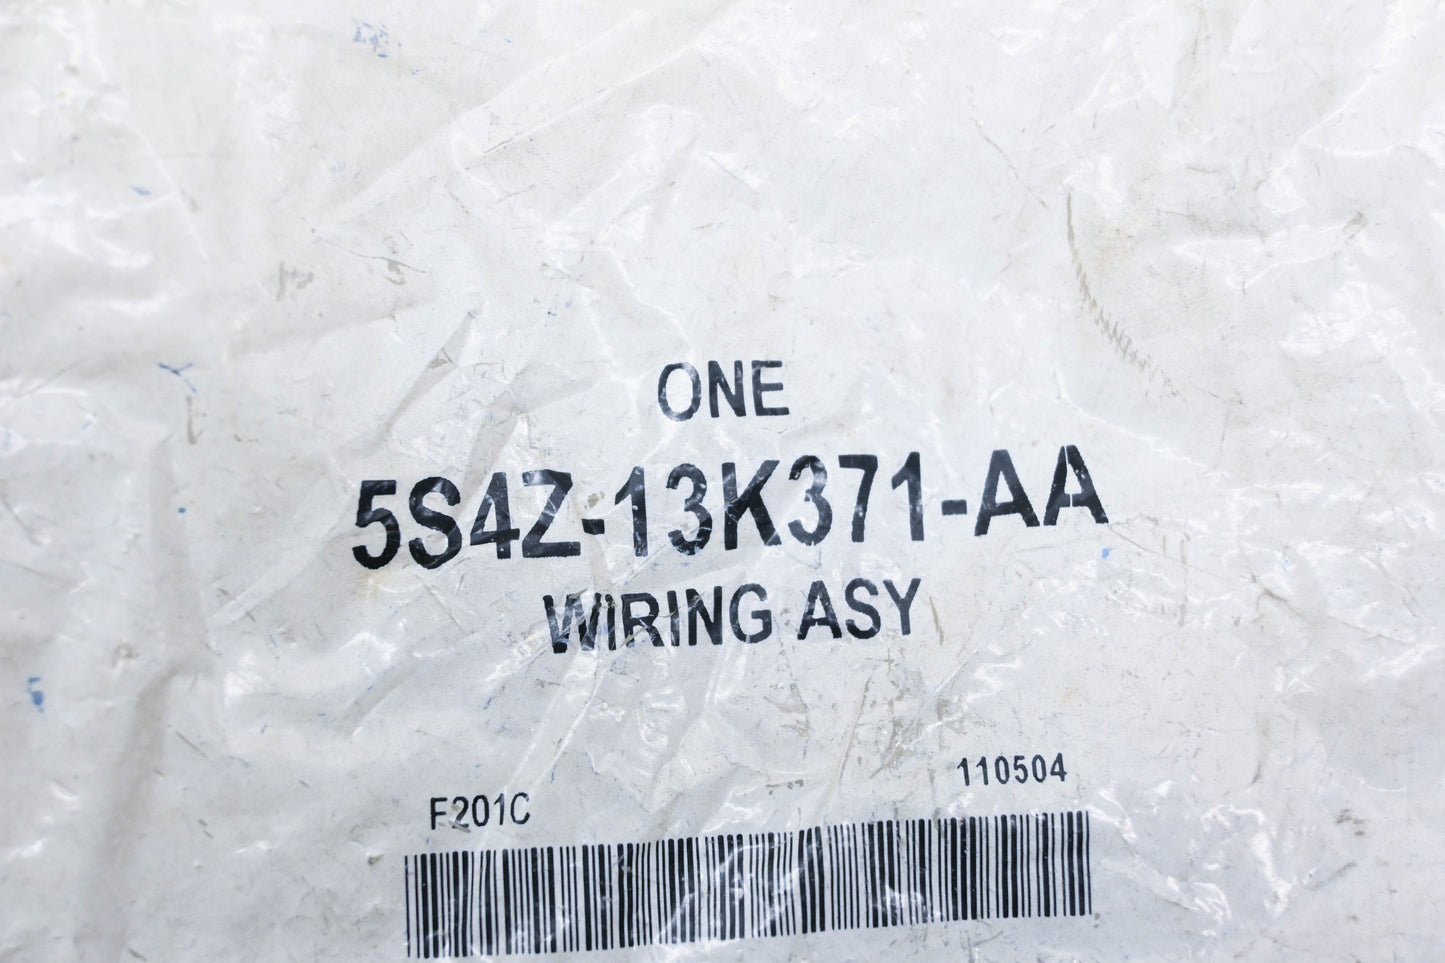 ONE
5S4Z-13K371-AA
WIRING ASY
110504
F201C